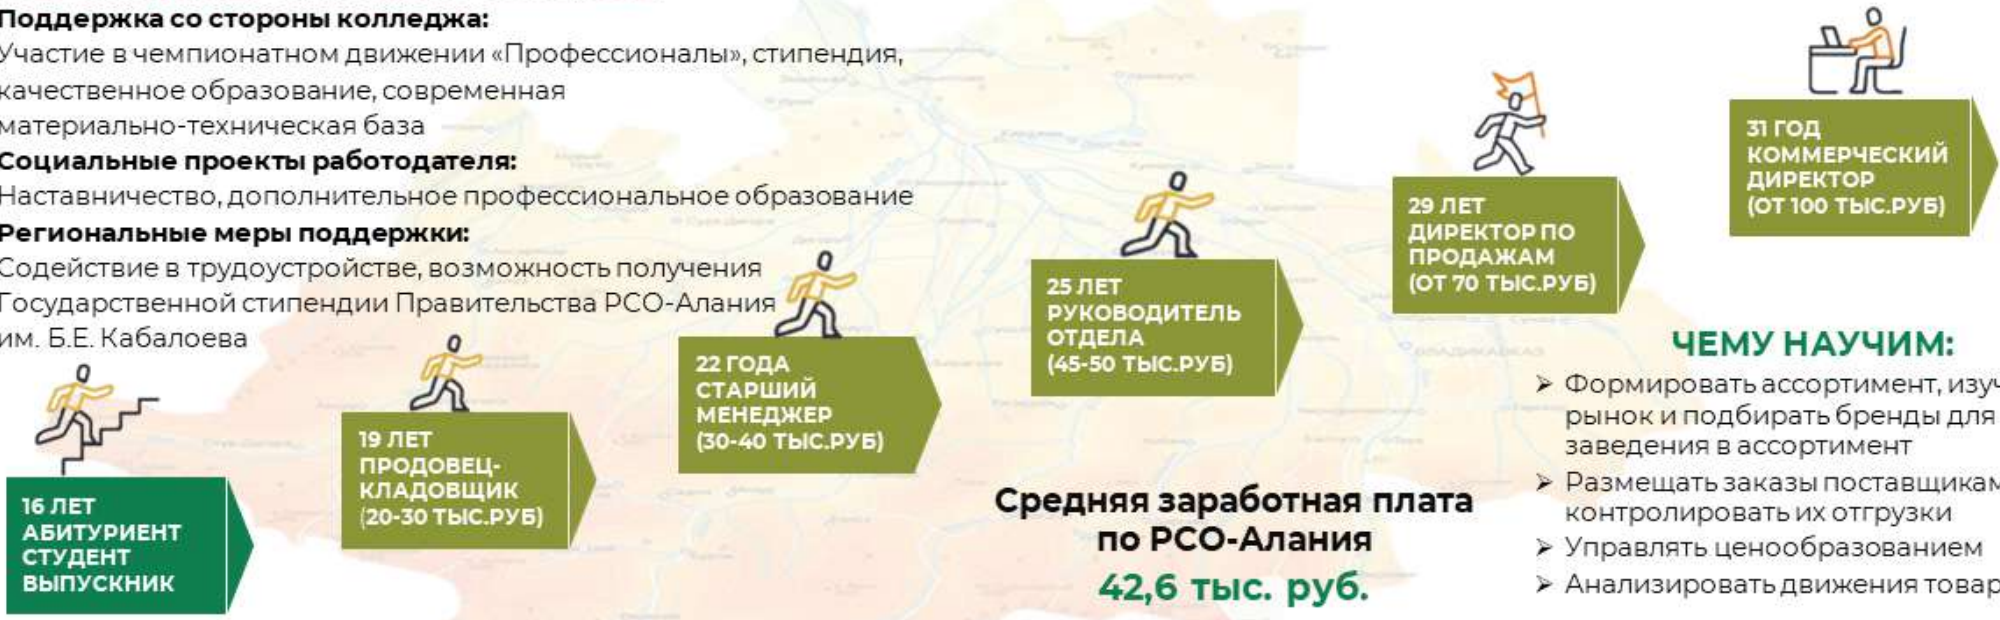 Поддержка со стороны колледжа:
Участие в чемпионатном движении «Профессионалы», стипендия,
качественное образование, современная
материально-техническая база
Социальные проекты работодателя:
Наставничество, дополнительное профессиональное образование
Региональные меры поддержки:
Содействие в трудоустройстве, возможность получения
Государственной стипендии Правительства РСО-Алания
им. Б.Е. Кабалоева
16 ЛЕТ
АБИТУРИЕНТ
СТУДЕНТ
ВЫПУСКНИК
19 ЛЕТ
ПРОДОВЕЦ-
КЛАДОВЩИК
(20-30 ТЫС.РУБ)
22 ГОДА
СТАРШИЙ
МЕНЕДЖЕР
(30-40 ТЫС.РУБ)
25 ЛЕТ
РУКОВОДИТЕЛЬ
ОТДЕЛА
(45-50 ТЫС.РУБ)
29 ЛЕТ
ДИРЕКТОР ПО
ПРОДАЖАМ
(ОТ 70 ТЫС.РУБ)
31 ГОД
КОММЕРЧЕСКИЙ
ДИРЕКТОР
(ОТ 100 ТЫС.РУБ)
Средняя заработная плата
по РСО-Алания
42,6 тыс. руб.
ЧЕМУ НАУЧИМ:
➢ Формировать ассортимент, изуч
рынок и подбирать бренды для
заведения в ассортимент
➢ Размещать заказы поставщикам
контролировать их отгрузки
➢ Управлять ценообразованием
➢ Анализировать движения товар